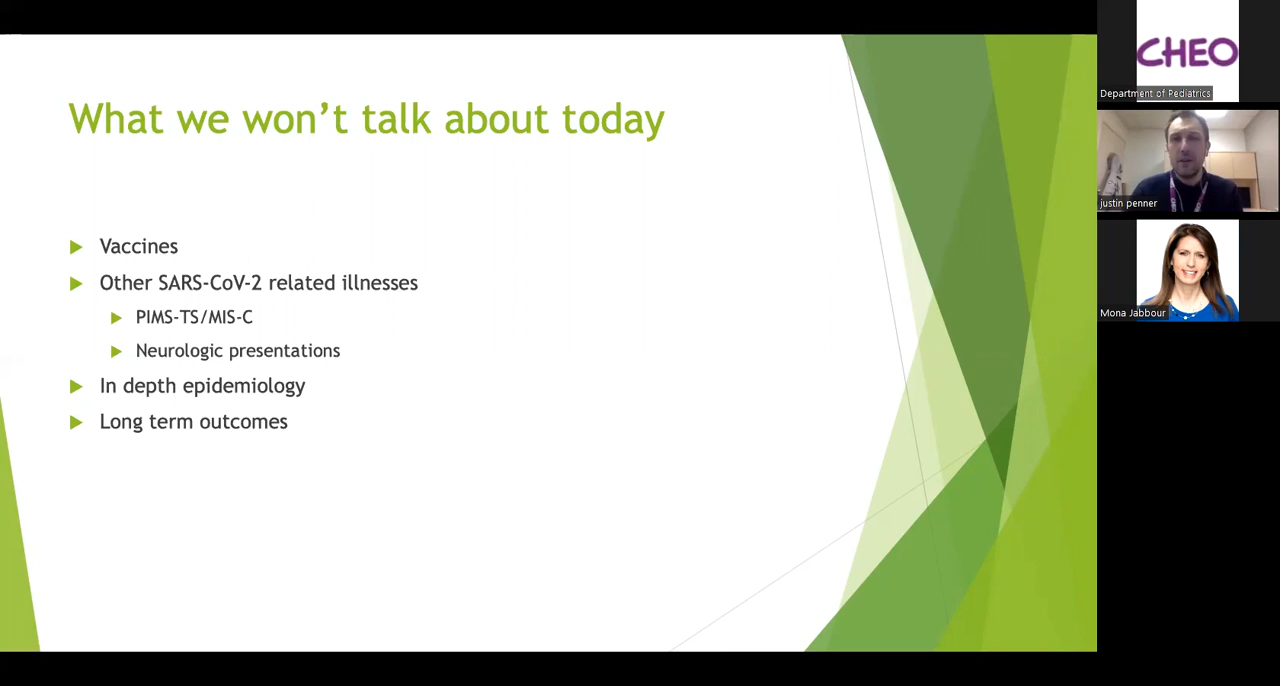 What we won’t talk about today
Vaccines
Other SARS-CoV-2 related illnesses
PIMS-TS/MIS-C
Neurologic presentations
In depth epidemiology
Long term outcomes
CHEO
Department of Pediatrics
justin penner
Mona Jabbour